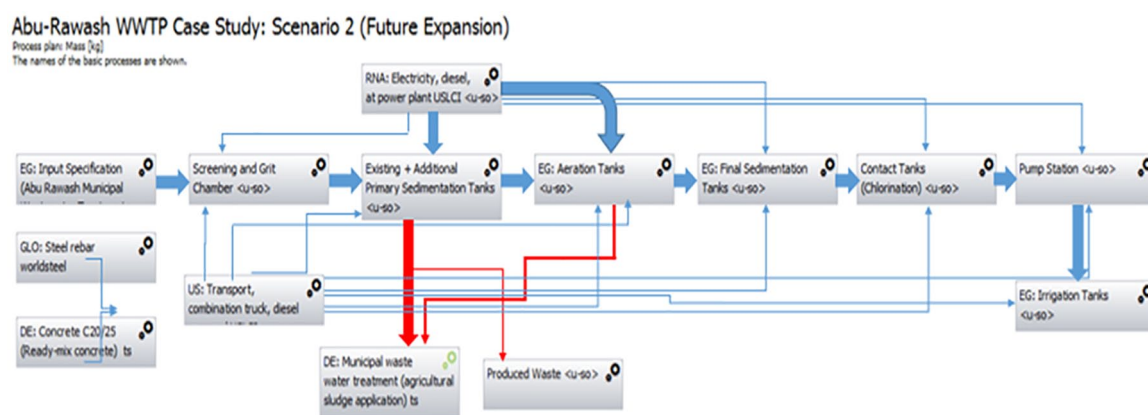 Abu-Rawash WWTP Case Study: Scenario 2 (Future Expansion)
Process plan: Mass [kg]
The names of the basic processes are shown.
RNA: Electricity, diesel,
at power plant USLCI <u-so>
EG: Input Specification
(Abu Rawash Municipal
Screening and Grit
Chamber <u-so>
Existing + Additional
Primary Sedimentation Tanks
<u-so>
EG: Aeration Tanks
<u-so>
EG: Final Sedimentation
Tanks <u-so>
Contact Tanks
(Chlorination) <u-so>
Pump Station <u-so>
GLO: Steel rebar
worldsteel
US: Transport,
combination truck, diesel
EG: Irrigation Tanks
<u-so>
DE: Concrete C20/25
(Ready-mix concrete) ts
DE: Municipal waste
water treatment (agricultural
sludge application) ts
Produced Waste <u-so>